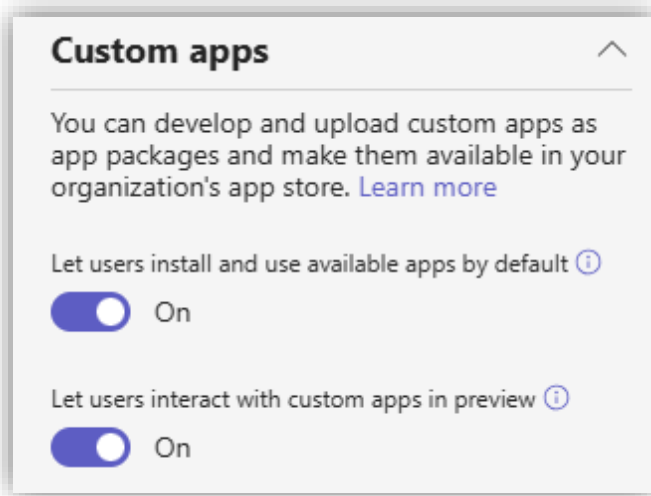 Custom apps
You can develop and upload custom apps as
app packages and make them available in your
organization's app store. Learn more
Let users install and use available apps by default
On
Let users interact with custom apps in preview
On